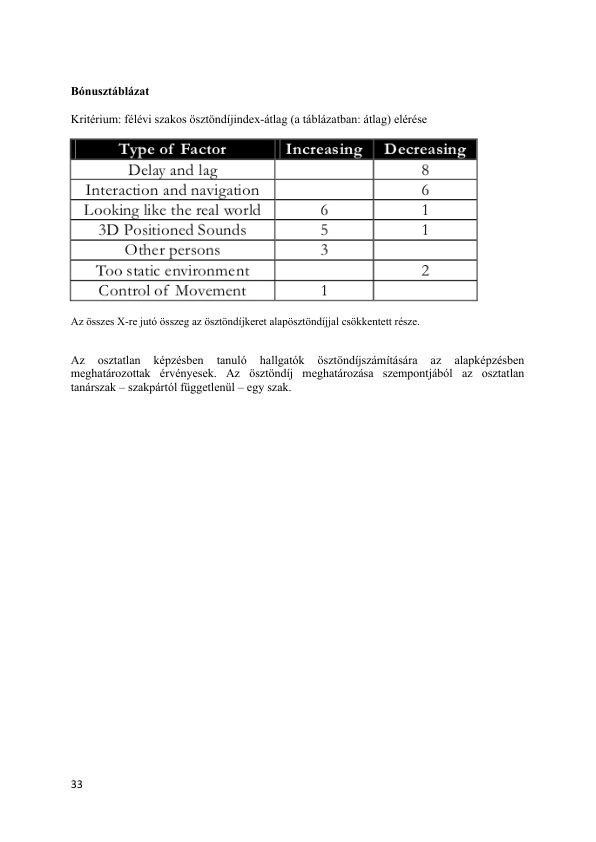 Bónusztáblázat
Kritérium: félévi szakos ösztöndíjindex-átlag (a táblázatban: átlag) elérése
Type of Factor Increasing Decreasing
Delay and lag 8
Interaction and navigation 6
Looking like the real world 6 1
3D Positioned Sounds 5 1
Other persons 3
Too static environment 2
Control of Movement 1
Az összes X-re jutó összeg az ösztöndíjkeret alapösztöndíjjal csökkentett része.
Az osztatlan képzésben tanuló hallgatók ösztöndíjszámítására az alapképzésben
meghatározottak érvényesek. Az ösztöndíj meghatározása szempontjából az osztatlan
tanárszak – szakpártól függetlenül – egy szak.
33